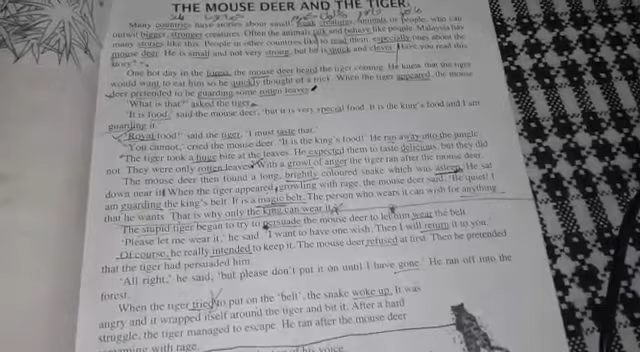 THE MOUSE DEER AND THE TIGER
Many countries have stories about small, weak creatures, animals or people, who can
outwit bigger, stronger creatures. Often the animals talk and behave like people. Malaysia has
many stories like this. People in other countries like to read them, especially ones about the
mouse deer. He is small and not very strong, but he is quick and clever. Have you read this
story?
One hot day in the forest, the mouse deer heard the tiger coming. He knew that the tiger
would want to eat him so he quickly thought of a trick. When the tiger appeared, the mouse
deer pretended to be guarding some rotten leaves.
'What is that?' asked the tiger.
'It is food,' said the mouse deer, 'but it is very special food. It is the king's food and I am
guarding it.'
'Royal food!' said the tiger. 'I must taste that.'
'You cannot,' cried the mouse deer. 'It is the king's food!' He ran away into the jungle
The tiger took a huge bite at the leaves. He expected them to taste delicious, but they did
not. They were only rotten leaves. With a growl of anger the tiger ran after the mouse deer.
The mouse deer then found a long, brightly coloured snake which was asleep. He sat
down near it. When the tiger appeared, growling with rage, the mouse deer said, 'Be quiet! I
am guarding the king's belt. It is a magic belt. The person who wears it can wish for anything
that he wants. That is why only the king can wear it.'
The stupid tiger began to try to persuade the mouse deer to let him wear the belt
'Please let me wear it,' he said. 'I want to have one wish. Then I will return it to you.'
Of course, he really intended to keep it. The mouse deer refused at first. Then he pretended
that the tiger had persuaded him.
'All right,' he said, 'but please don't put it on until I have gone.' He ran off into the
forest.
When the tiger tried to put on the 'belt', the snake woke up. It was
angry and it wrapped itself around the tiger and bit it. After a hard
struggle, the tiger managed to escape. He ran after the mouse deer
with rage.
of his voice